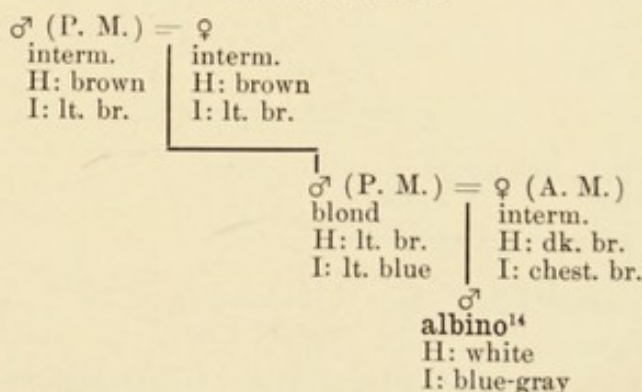 ♂ (P. M.) = ♀
interm. interm.
H: brown H: brown
I: lt. br. I: lt. br.
♂ (P. M.) = ♀ (A. M.)
blond interm.
H: lt. br. H: dk. br.
I: lt. blue I: chest. br.
♂
albino¹⁴
H: white
I: blue-gray